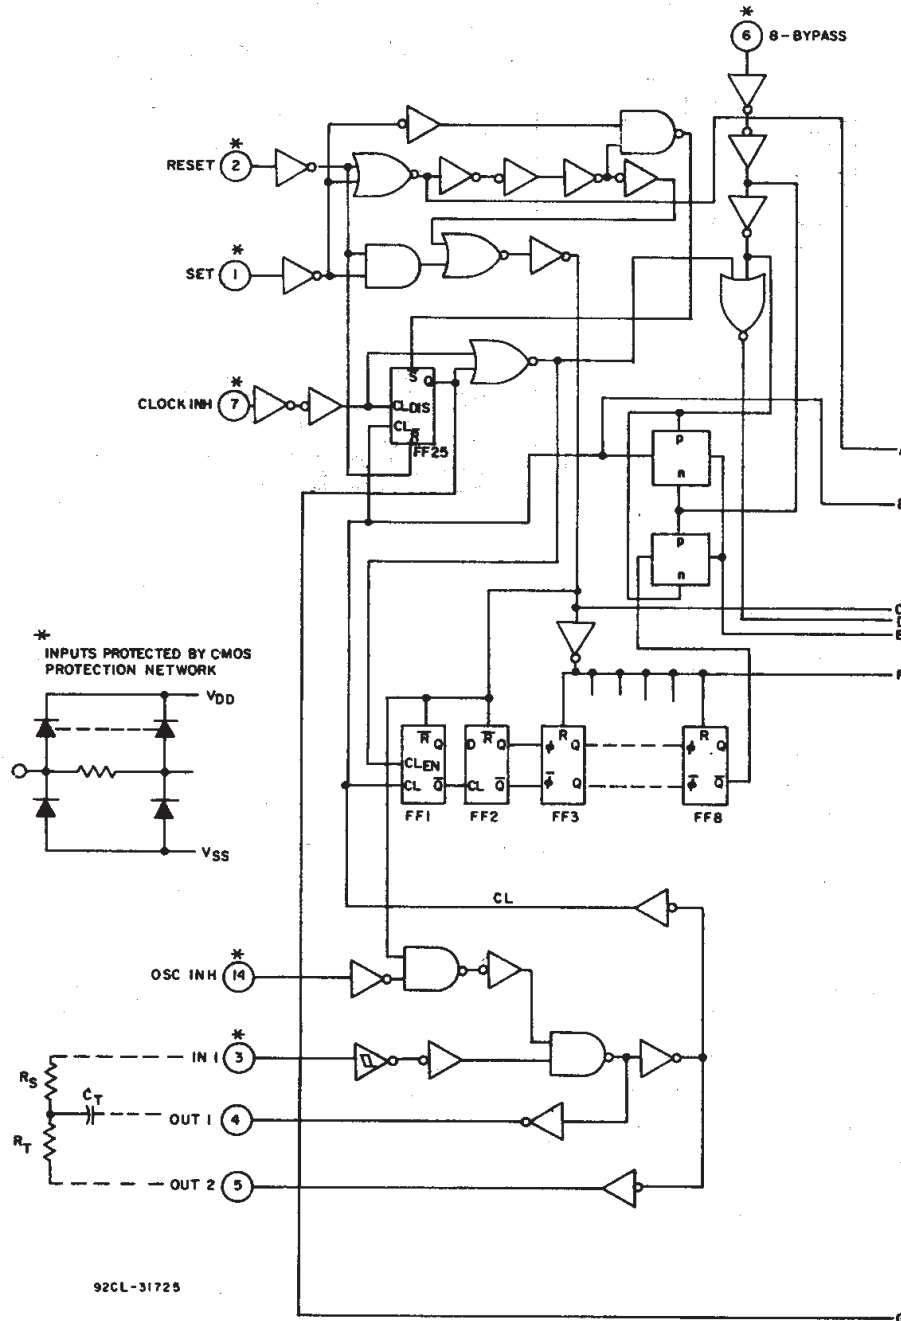 *
6 8-BYPASS
*
RESET 2
*
SET 1
S̅ Q
*
CLOCK INH 7
CL DIS
CL
R̅
FF25
p
n
p
n
*
INPUTS PROTECTED BY CMOS
PROTECTION NETWORK
VDD
VSS
R̅ Q D R̅ Q R Q R Q
CLEN ϕ ϕ
CL Q̅ CL Q̅ ϕ̅ Q̅ ϕ̅ Q̅
FF1 FF2 FF3 FF8
CL
*
OSC INH 14
*
IN 1 3
RS
CT
OUT 1 4
RT
OUT 2 5
92CL-31725